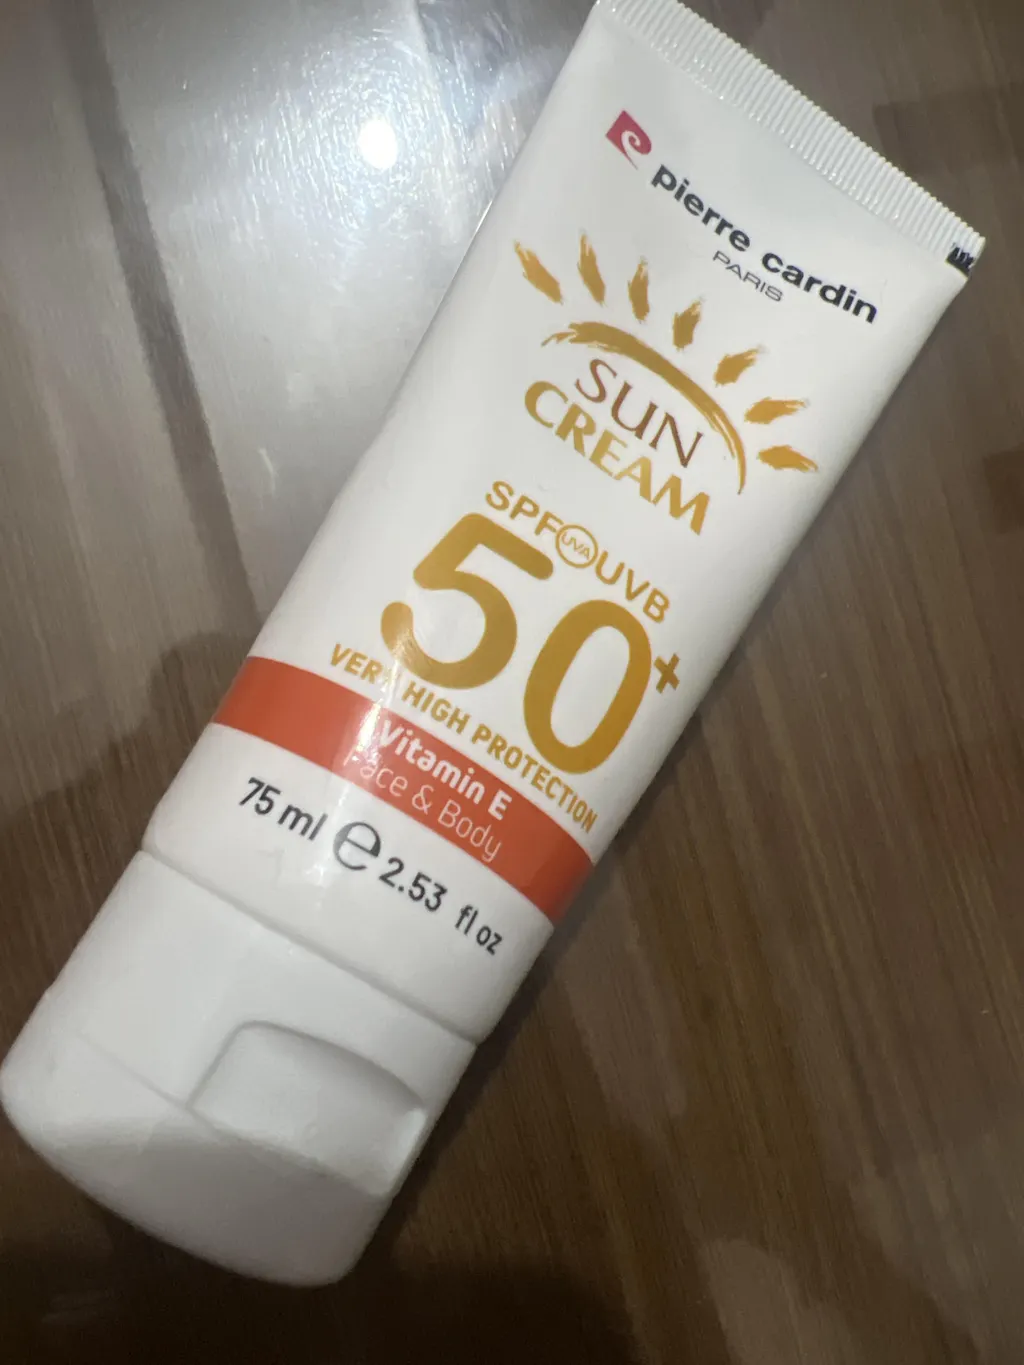 pierre cardin
PARIS
SUN
CREAM
SPF UVA UVB
50+
VERY HIGH PROTECTION
Vitamin E
Face & Body
75 ml e 2.53 fl oz